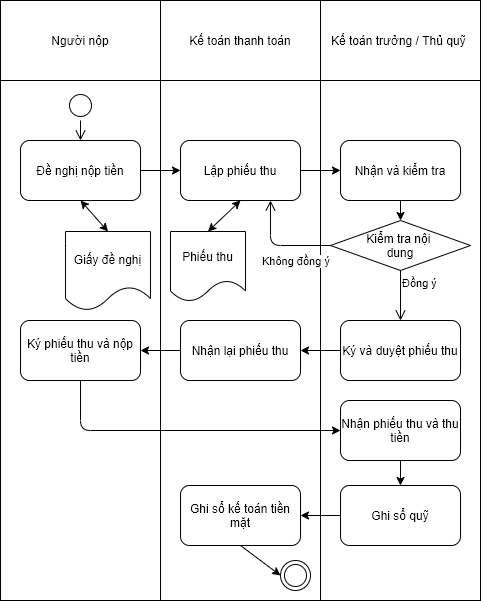 Người nộp
Kế toán thanh toán
Kế toán trưởng / Thủ quỹ
Đề nghị nộp tiền
Lập phiếu thu
Nhận và kiểm tra
Giấy đề nghị
Phiếu thu
Kiểm tra nội
dung
Không đồng ý
Đồng ý
Ký phiếu thu và nộp
tiền
Nhận lại phiếu thu
Ký và duyệt phiếu thu
Nhận phiếu thu và thu
tiền
Ghi sổ kế toán tiền
mặt
Ghi sổ quỹ